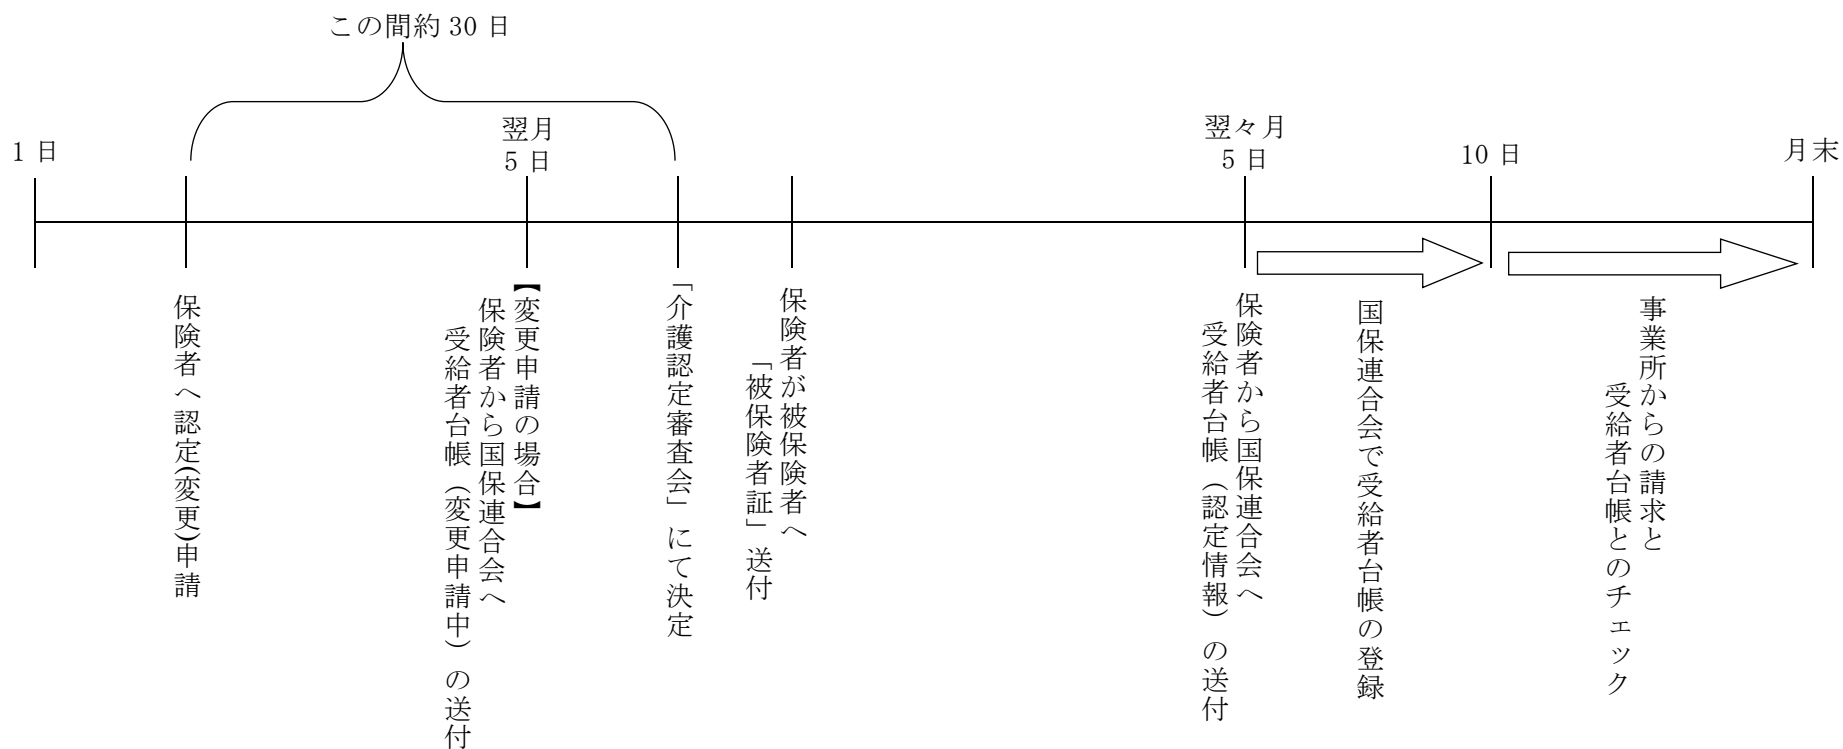 この間約 30 日
1 日
翌月
5 日
翌々月
5 日
10 日
月末
保険者へ認定(変更)申請
【変更申請の場合】
保険者から国保連合会へ
受給者台帳（変更申請中）の送付
「介護認定審査会」にて決定
保険者が被保険者へ
「被保険者証」送付
保険者から国保連合会へ
受給者台帳（認定情報）の送付
国保連合会で受給者台帳の登録
事業所からの請求と
受給者台帳とのチェック